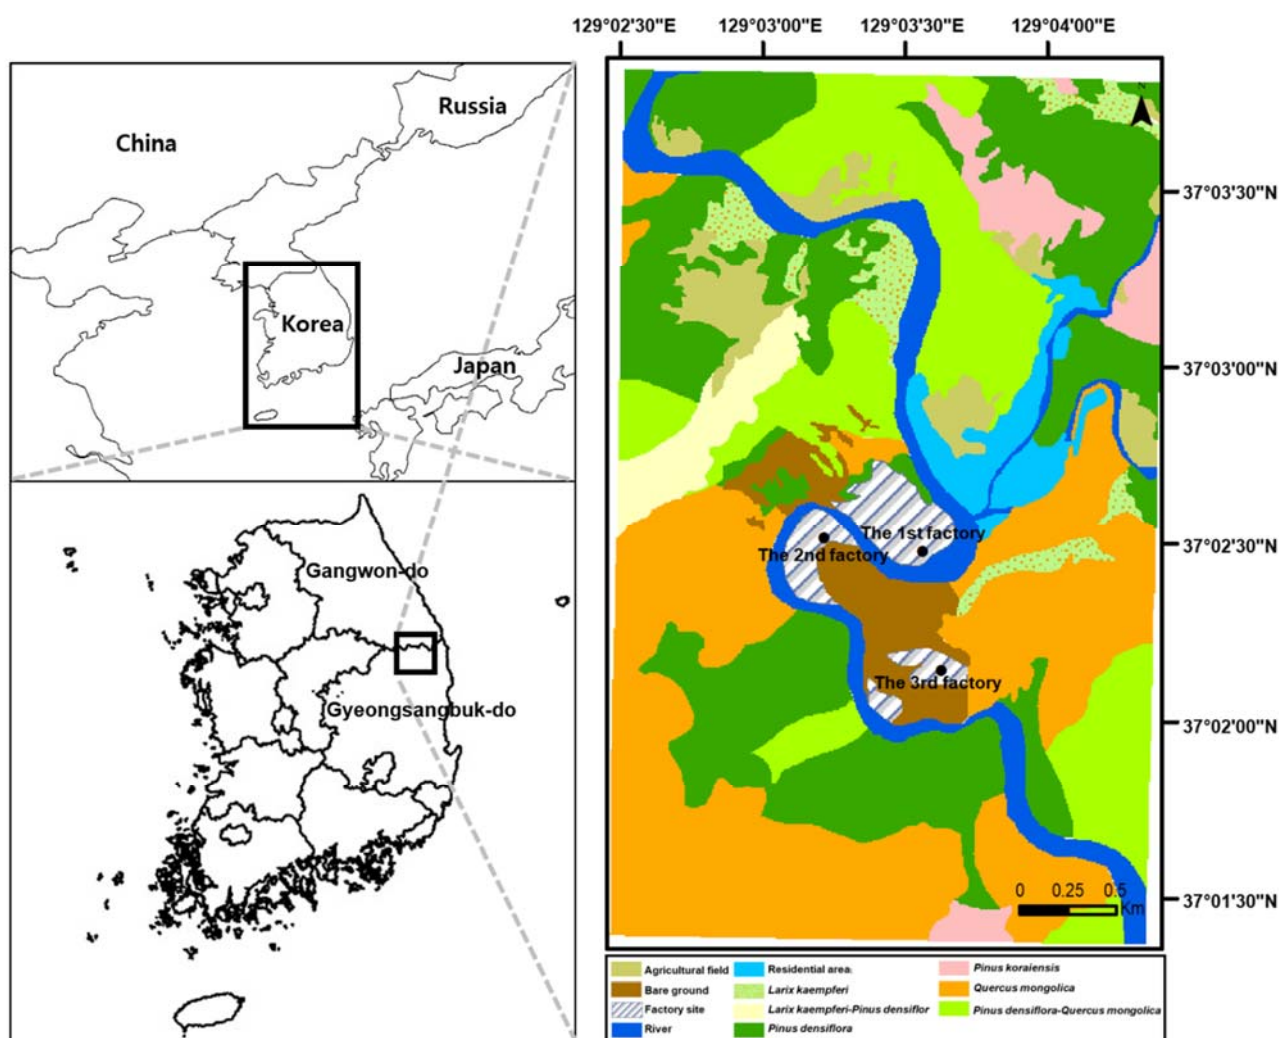 China
Russia
Korea
Japan
Gangwon-do
Gyeongsangbuk-do
129°02'30"E 129°03'00"E 129°03'30"E 129°04'00"E
N
37°03'30"N
37°03'00"N
37°02'30"N
37°02'00"N
37°01'30"N
The 1st factory
The 2nd factory
The 3rd factory
0 0.25 0.5
Km
Agricultural field
Bare ground
Factory site
River
Residential area
Larix kaempferi
Larix kaempferi-Pinus densiflor
Pinus densiflora
Pinus koraiensis
Quercus mongolica
Pinus densiflora-Quercus mongolica